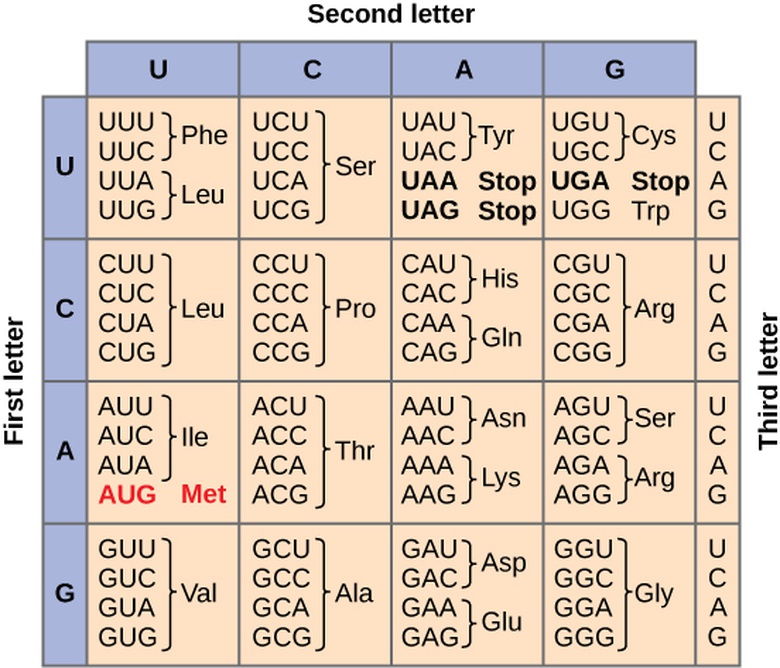 Second letter
U C A G
First letter
U
UUU
UUC
Phe
UUA
UUG
Leu
UCU
UCC
UCA
UCG
Ser
UAU
UAC
Tyr
UAA Stop
UAG Stop
UGU
UGC
Cys
UGA Stop
UGG Trp
U
C
A
G
C
CUU
CUC
CUA
CUG
Leu
CCU
CCC
CCA
CCG
Pro
CAU
CAC
His
CAA
CAG
Gln
CGU
CGC
CGA
CGG
Arg
U
C
A
G
A
AUU
AUC
AUA
Ile
AUG Met
ACU
ACC
ACA
ACG
Thr
AAU
AAC
Asn
AAA
AAG
Lys
AGU
AGC
Ser
AGA
AGG
Arg
U
C
A
G
G
GUU
GUC
GUA
GUG
Val
GCU
GCC
GCA
GCG
Ala
GAU
GAC
Asp
GAA
GAG
Glu
GGU
GGC
GGA
GGG
Gly
U
C
A
G
Third letter